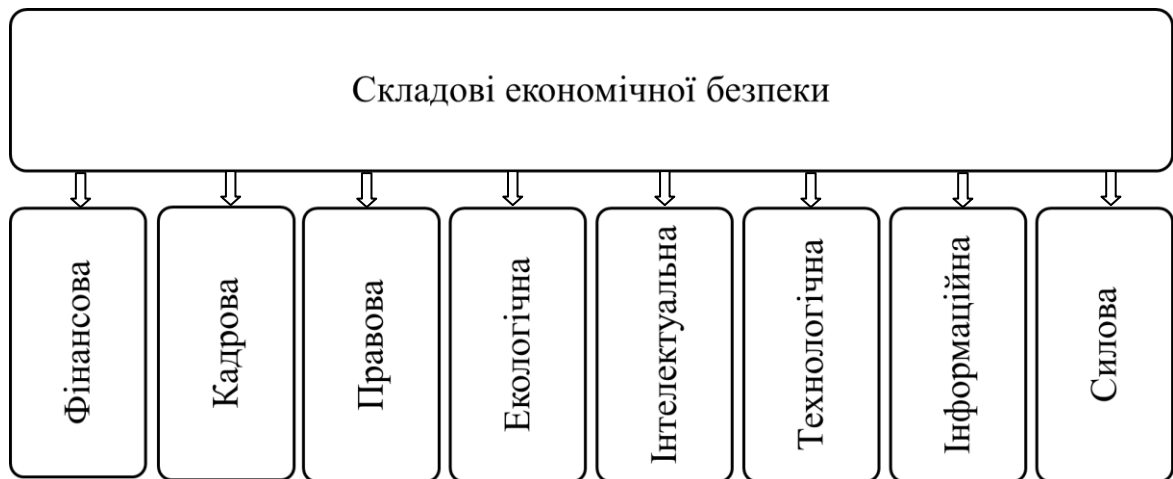 Складові економічної безпеки
Фінансова
Кадрова
Правова
Екологічна
Інтелектуальна
Технологічна
Інформаційна
Силова